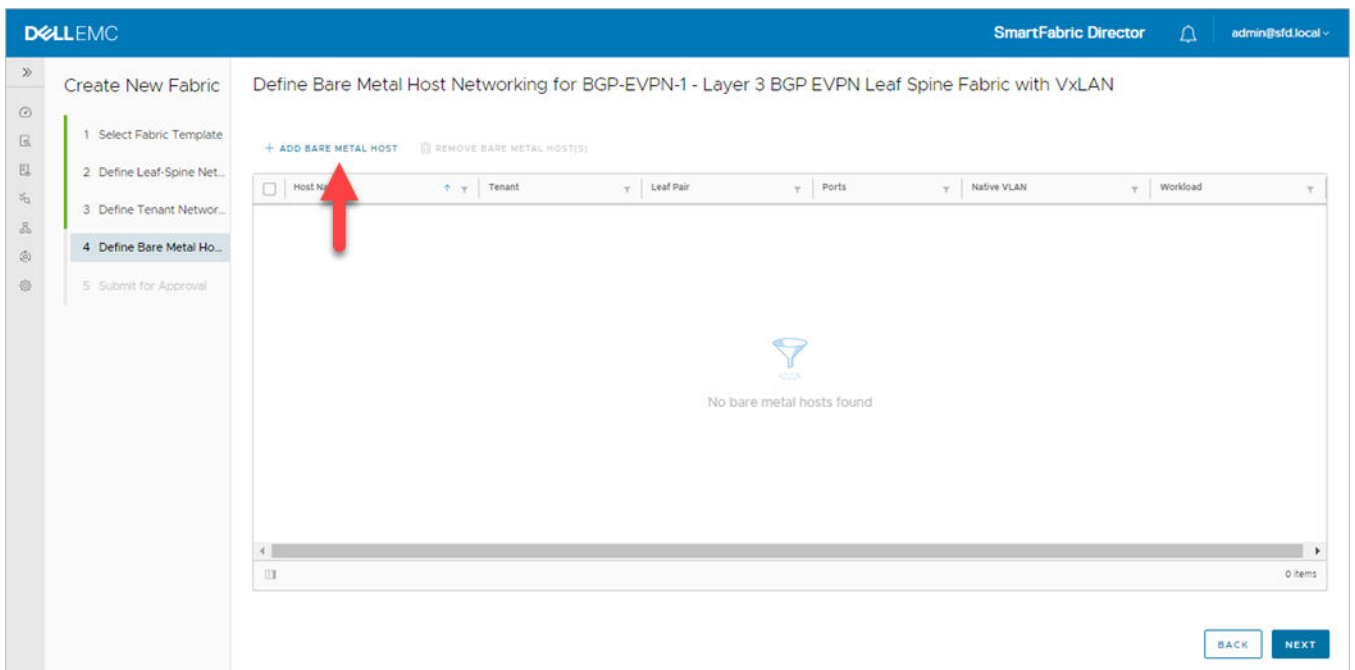 DELLEMC
SmartFabric Director
admin@sfd.local
Create New Fabric
1 Select Fabric Template
2 Define Leaf-Spine Net...
3 Define Tenant Networ...
4 Define Bare Metal Ho...
5 Submit for Approval
Define Bare Metal Host Networking for BGP-EVPN-1 - Layer 3 BGP EVPN Leaf Spine Fabric with VxLAN
+ ADD BARE METAL HOST REMOVE BARE METAL HOST(S)
Host Tenant Leaf Pair Ports Native VLAN Workload
No bare metal hosts found
0 items
BACK NEXT